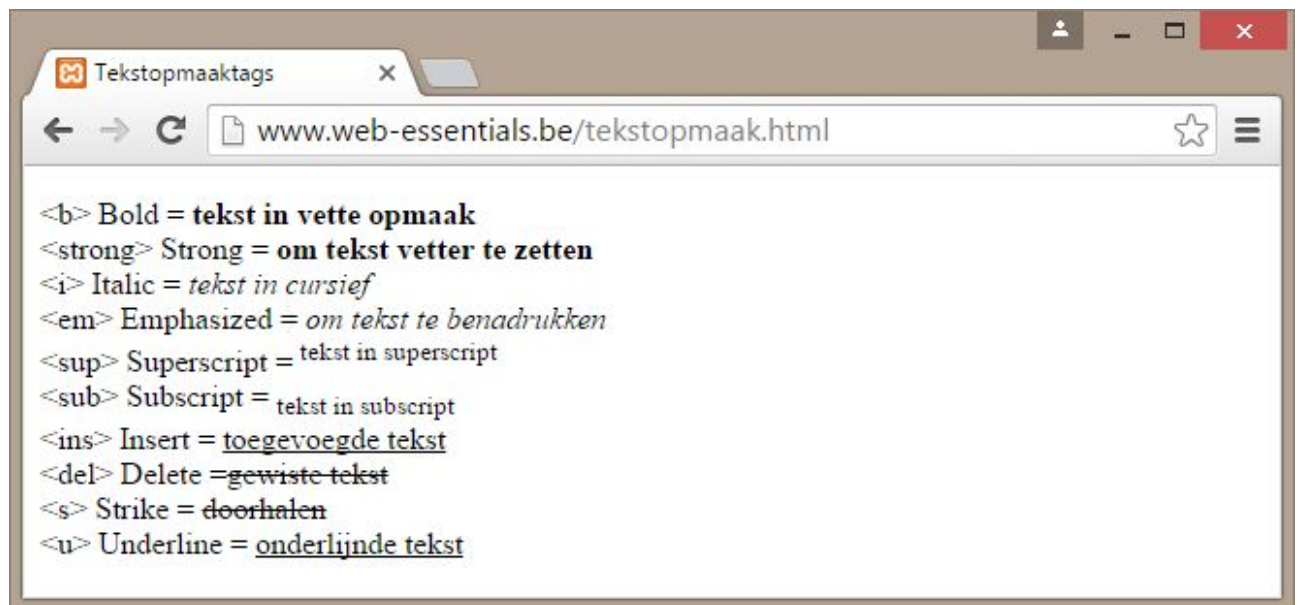 Tekstopmaaktags
www.web-essentials.be/tekstopmaak.html
<b> Bold = tekst in vette opmaak
<strong> Strong = om tekst vetter te zetten
<i> Italic = tekst in cursief
<em> Emphasized = om tekst te benadrukken
<sup> Superscript = tekst in superscript
<sub> Subscript = tekst in subscript
<ins> Insert = toegevoegde tekst
<del> Delete =gewiste tekst
<s> Strike = doorhalen
<u> Underline = onderlijnde tekst